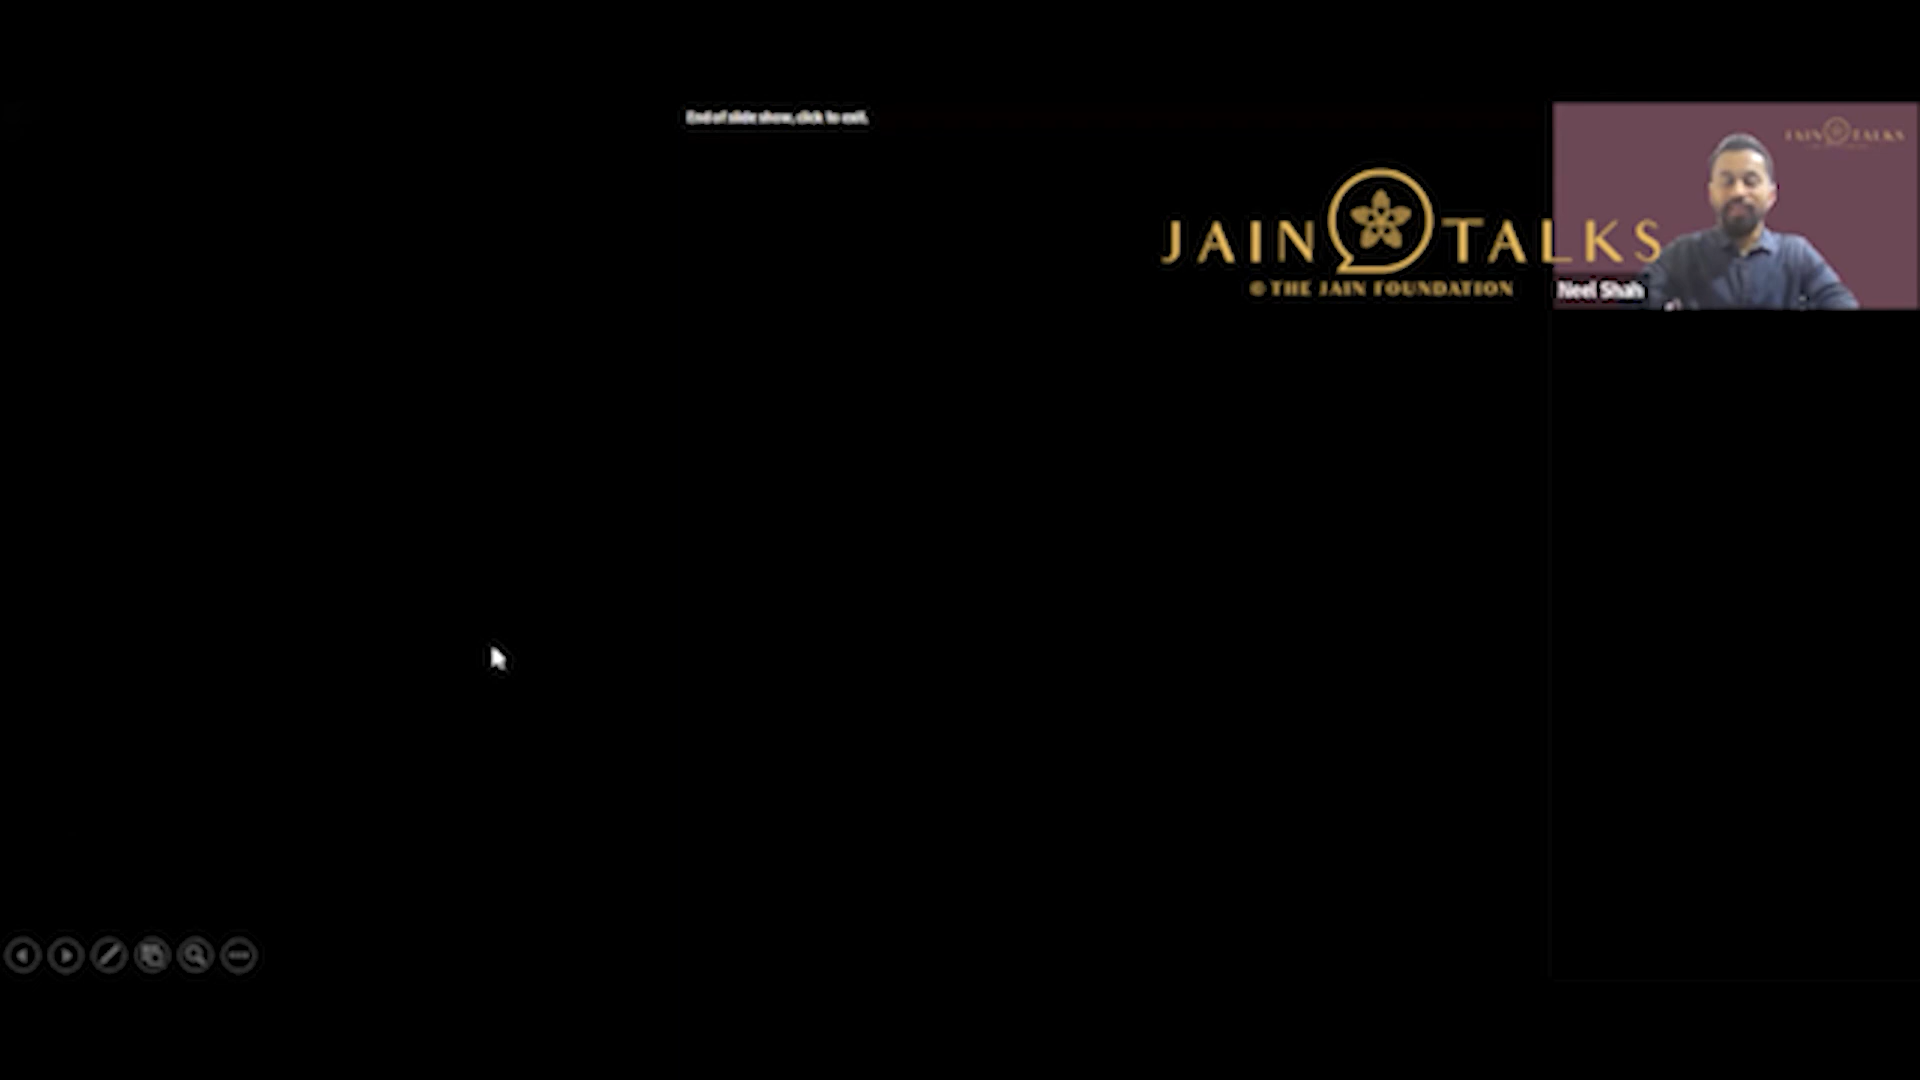 End of slide show, click to exit.
JAIN TALKS
JAIN TALKS
@ THE JAIN FOUNDATION
Neel Shah